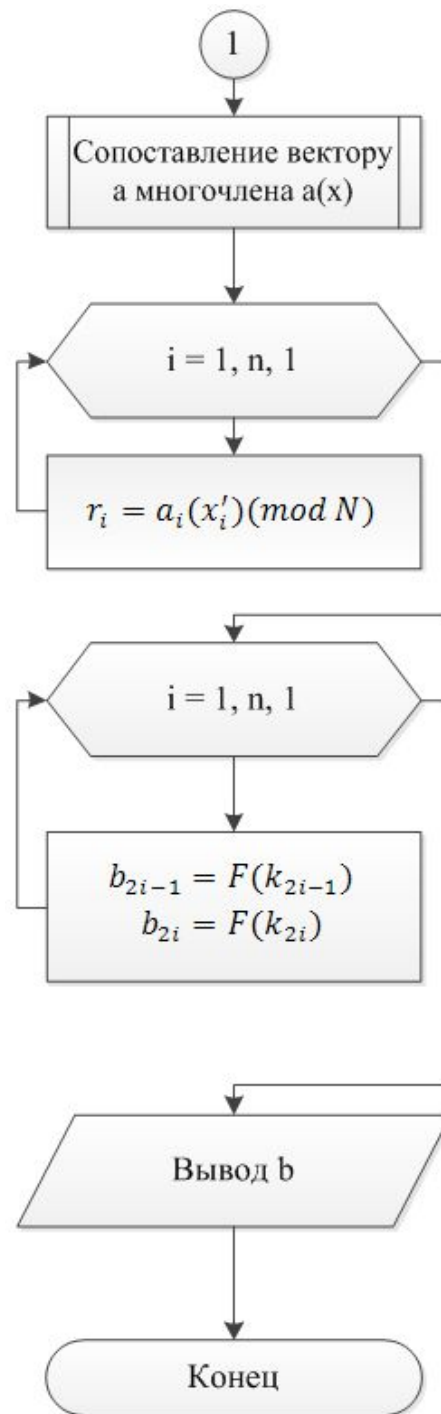 1
Сопоставление вектору
а многочлена а(х)
i = 1, n, 1
$r_i = a_i(x_i')(mod\ N)$
i = 1, n, 1
$b_{2i-1} = F(k_{2i-1})$
$b_{2i} = F(k_{2i})$
Вывод b
Конец